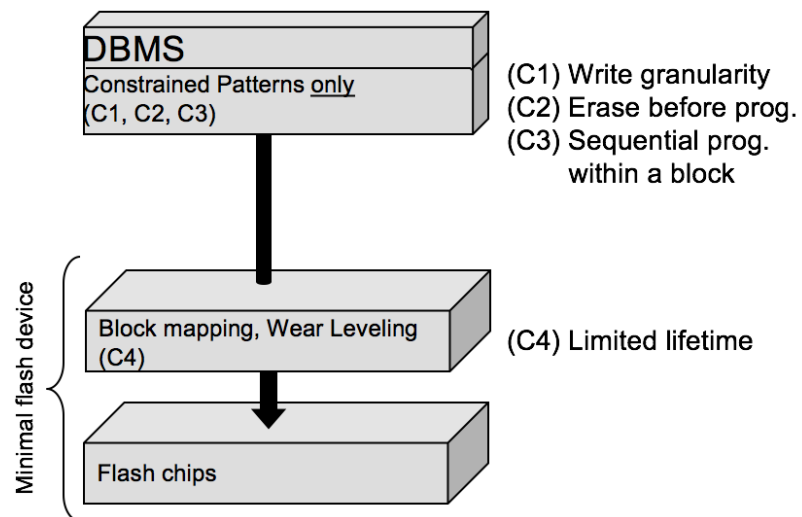 DBMS
Constrained Patterns only
(C1, C2, C3)
(C1) Write granularity
(C2) Erase before prog.
(C3) Sequential prog.
within a block
Minimal flash device
Block mapping, Wear Leveling
(C4)
(C4) Limited lifetime
Flash chips